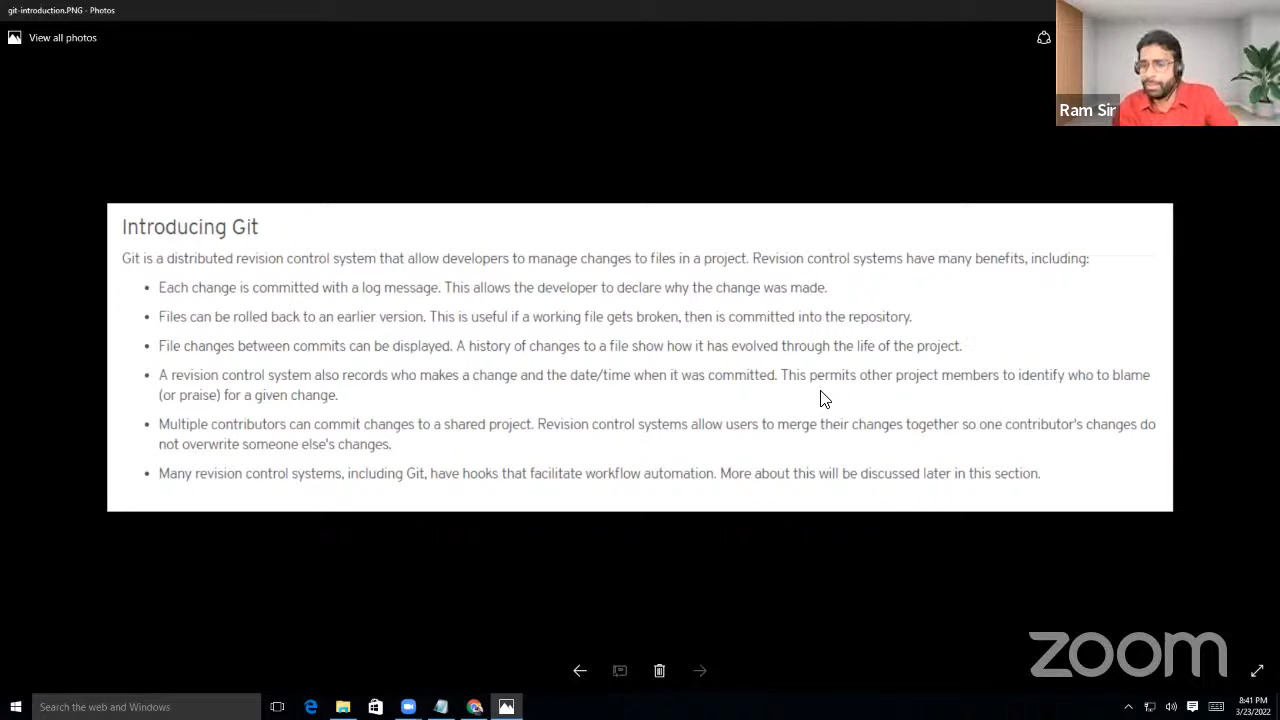 git-introduction.PNG - Photos
View all photos
Ram Sir
Introducing Git
Git is a distributed revision control system that allow developers to manage changes to files in a project. Revision control systems have many benefits, including:
• Each change is committed with a log message. This allows the developer to declare why the change was made.
• Files can be rolled back to an earlier version. This is useful if a working file gets broken, then is committed into the repository.
• File changes between commits can be displayed. A history of changes to a file show how it has evolved through the life of the project.
• A revision control system also records who makes a change and the date/time when it was committed. This permits other project members to identify who to blame
(or praise) for a given change.
• Multiple contributors can commit changes to a shared project. Revision control systems allow users to merge their changes together so one contributor's changes do
not overwrite someone else's changes.
• Many revision control systems, including Git, have hooks that facilitate workflow automation. More about this will be discussed later in this section.
zoom
Search the web and Windows
8:41 PM
3/23/2022